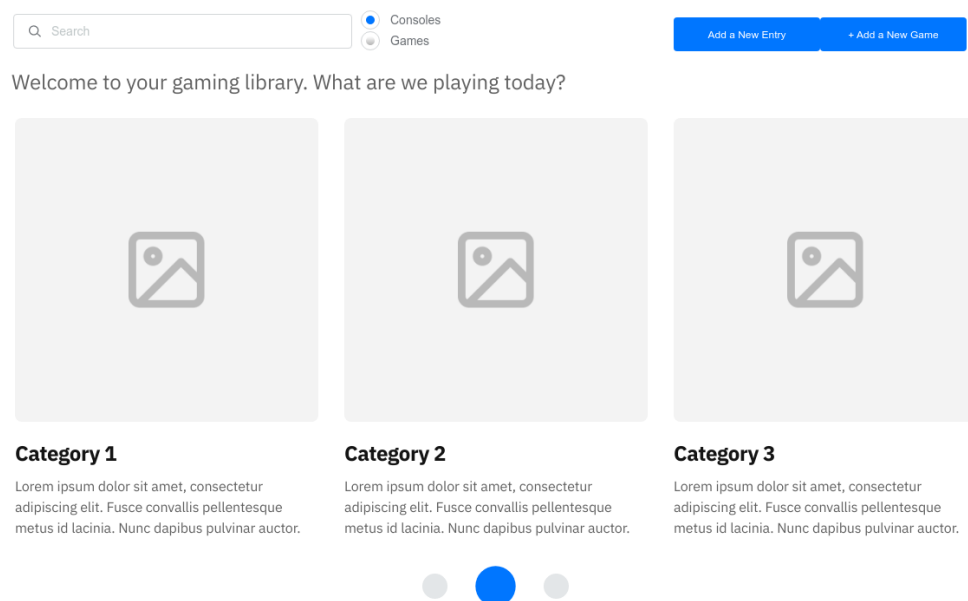 Search
Consoles
Games
Add a New Entry
+ Add a New Game
Welcome to your gaming library. What are we playing today?
Category 1
Lorem ipsum dolor sit amet, consectetur
adipiscing elit. Fusce convallis pellentesque
metus id lacinia. Nunc dapibus pulvinar auctor.
Category 2
Lorem ipsum dolor sit amet, consectetur
adipiscing elit. Fusce convallis pellentesque
metus id lacinia. Nunc dapibus pulvinar auctor.
Category 3
Lorem ipsum dolor sit amet, consectetur
adipiscing elit. Fusce convallis pellentesque
metus id lacinia. Nunc dapibus pulvinar auctor.